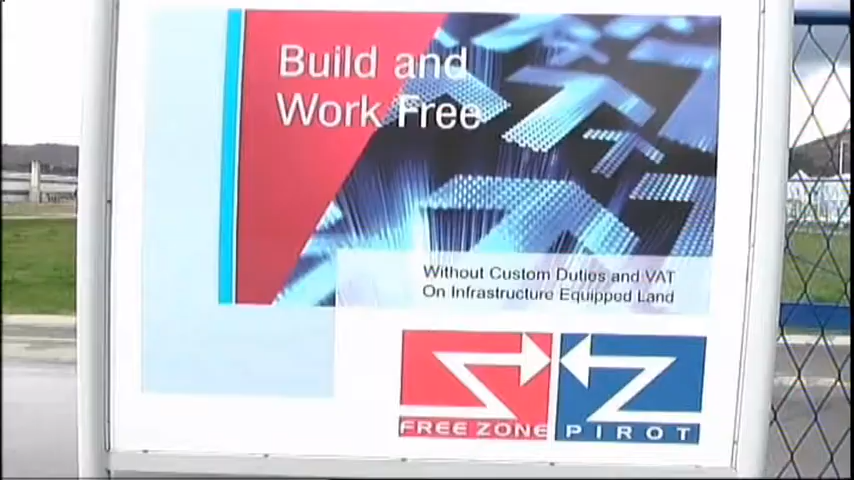 Build and
Work Free
Without Custom Duties and VAT
On Infrastructure Equipped Land
FREE ZONE PIROT